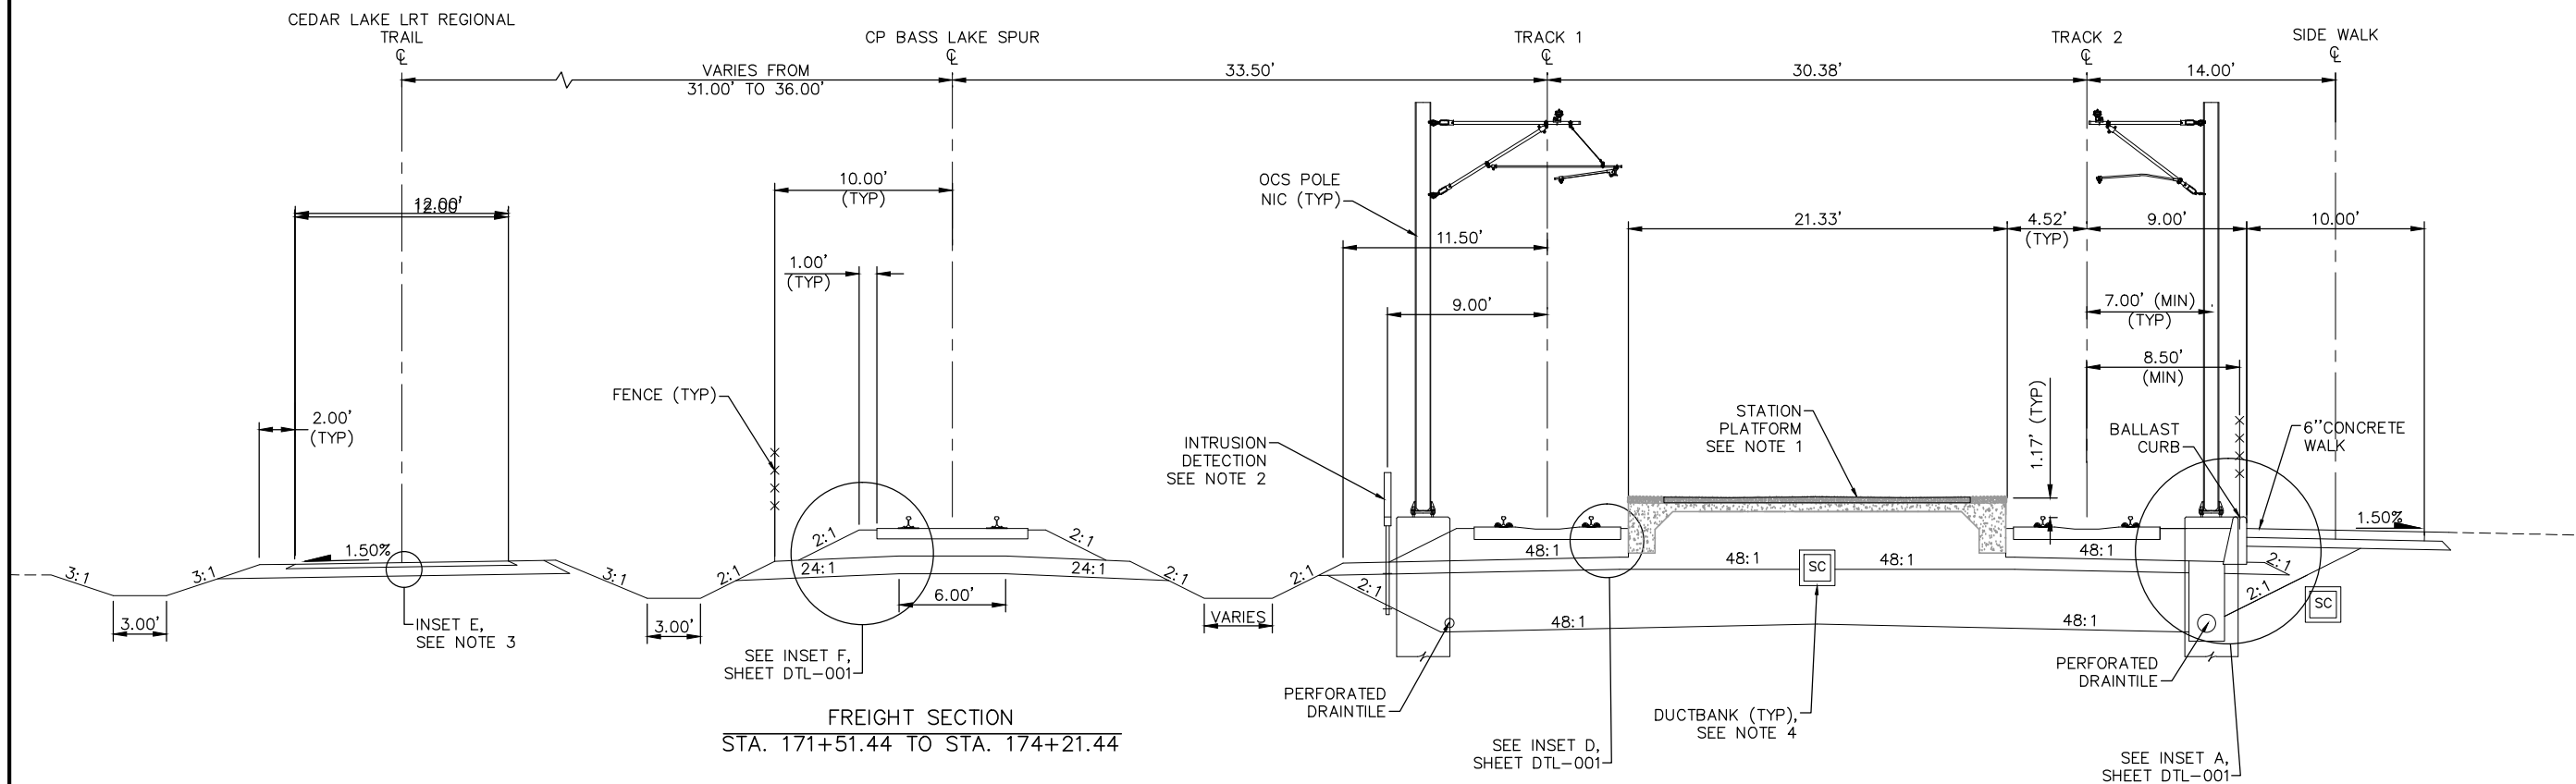 CEDAR LAKE LRT REGIONAL
TRAIL
℄
CP BASS LAKE SPUR
℄
TRACK 1
℄
TRACK 2
℄
SIDE WALK
℄
VARIES FROM
31.00' TO 36.00'
33.50'
30.38'
14.00'
10.00'
(TYP)
OCS POLE
NIC (TYP)
12.00'
12.00'
11.50'
21.33'
4.52'
(TYP)
9.00'
10.00'
1.00'
(TYP)
9.00'
7.00' (MIN)
(TYP)
8.50'
(MIN)
FENCE (TYP)
2.00'
(TYP)
INTRUSION
DETECTION
SEE NOTE 2
STATION
PLATFORM
SEE NOTE 1
1.17' (TYP)
BALLAST
CURB
6''CONCRETE
WALK
3:1
3:1
1.50%
3:1
2:1
2:1
24:1
24:1
2:1
2:1
2:1
2:1
48:1
48:1
SC
48:1
48:1
2:1
2:1
1.50%
SC
3.00'
3.00'
6.00'
VARIES
48:1
48:1
INSET E,
SEE NOTE 3
SEE INSET F,
SHEET DTL-001
PERFORATED
DRAINTILE
DUCTBANK (TYP),
SEE NOTE 4
PERFORATED
DRAINTILE
SEE INSET D,
SHEET DTL-001
SEE INSET A,
SHEET DTL-001
FREIGHT SECTION
STA. 171+51.44 TO STA. 174+21.44